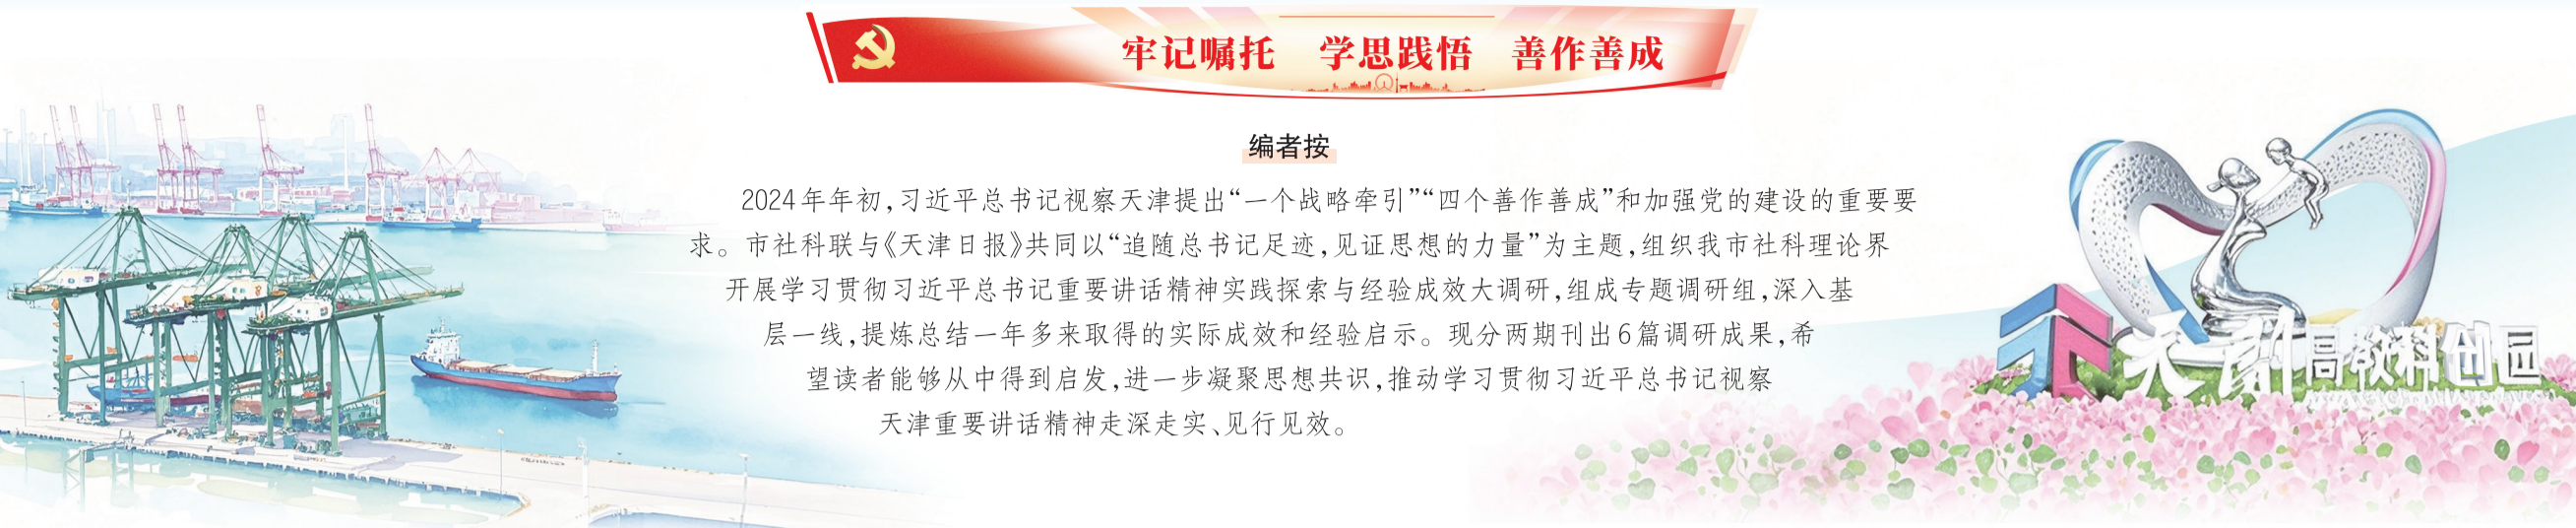 牢记嘱托 学思践悟 善作善成
编者按
2024年年初，习近平总书记视察天津提出“一个战略牵引”“四个善作善成”和加强党的建设的重要要
求。市社科联与《天津日报》共同以“追随总书记足迹，见证思想的力量”为主题，组织我市社科理论界
开展学习贯彻习近平总书记重要讲话精神实践探索与经验成效大调研，组成专题调研组，深入基
层一线，提炼总结一年多来取得的实际成效和经验启示。现分两期刊出6篇调研成果，希
望读者能够从中得到启发，进一步凝聚思想共识，推动学习贯彻习近平总书记视察
天津重要讲话精神走深走实、见行见效。
天开高教科创园